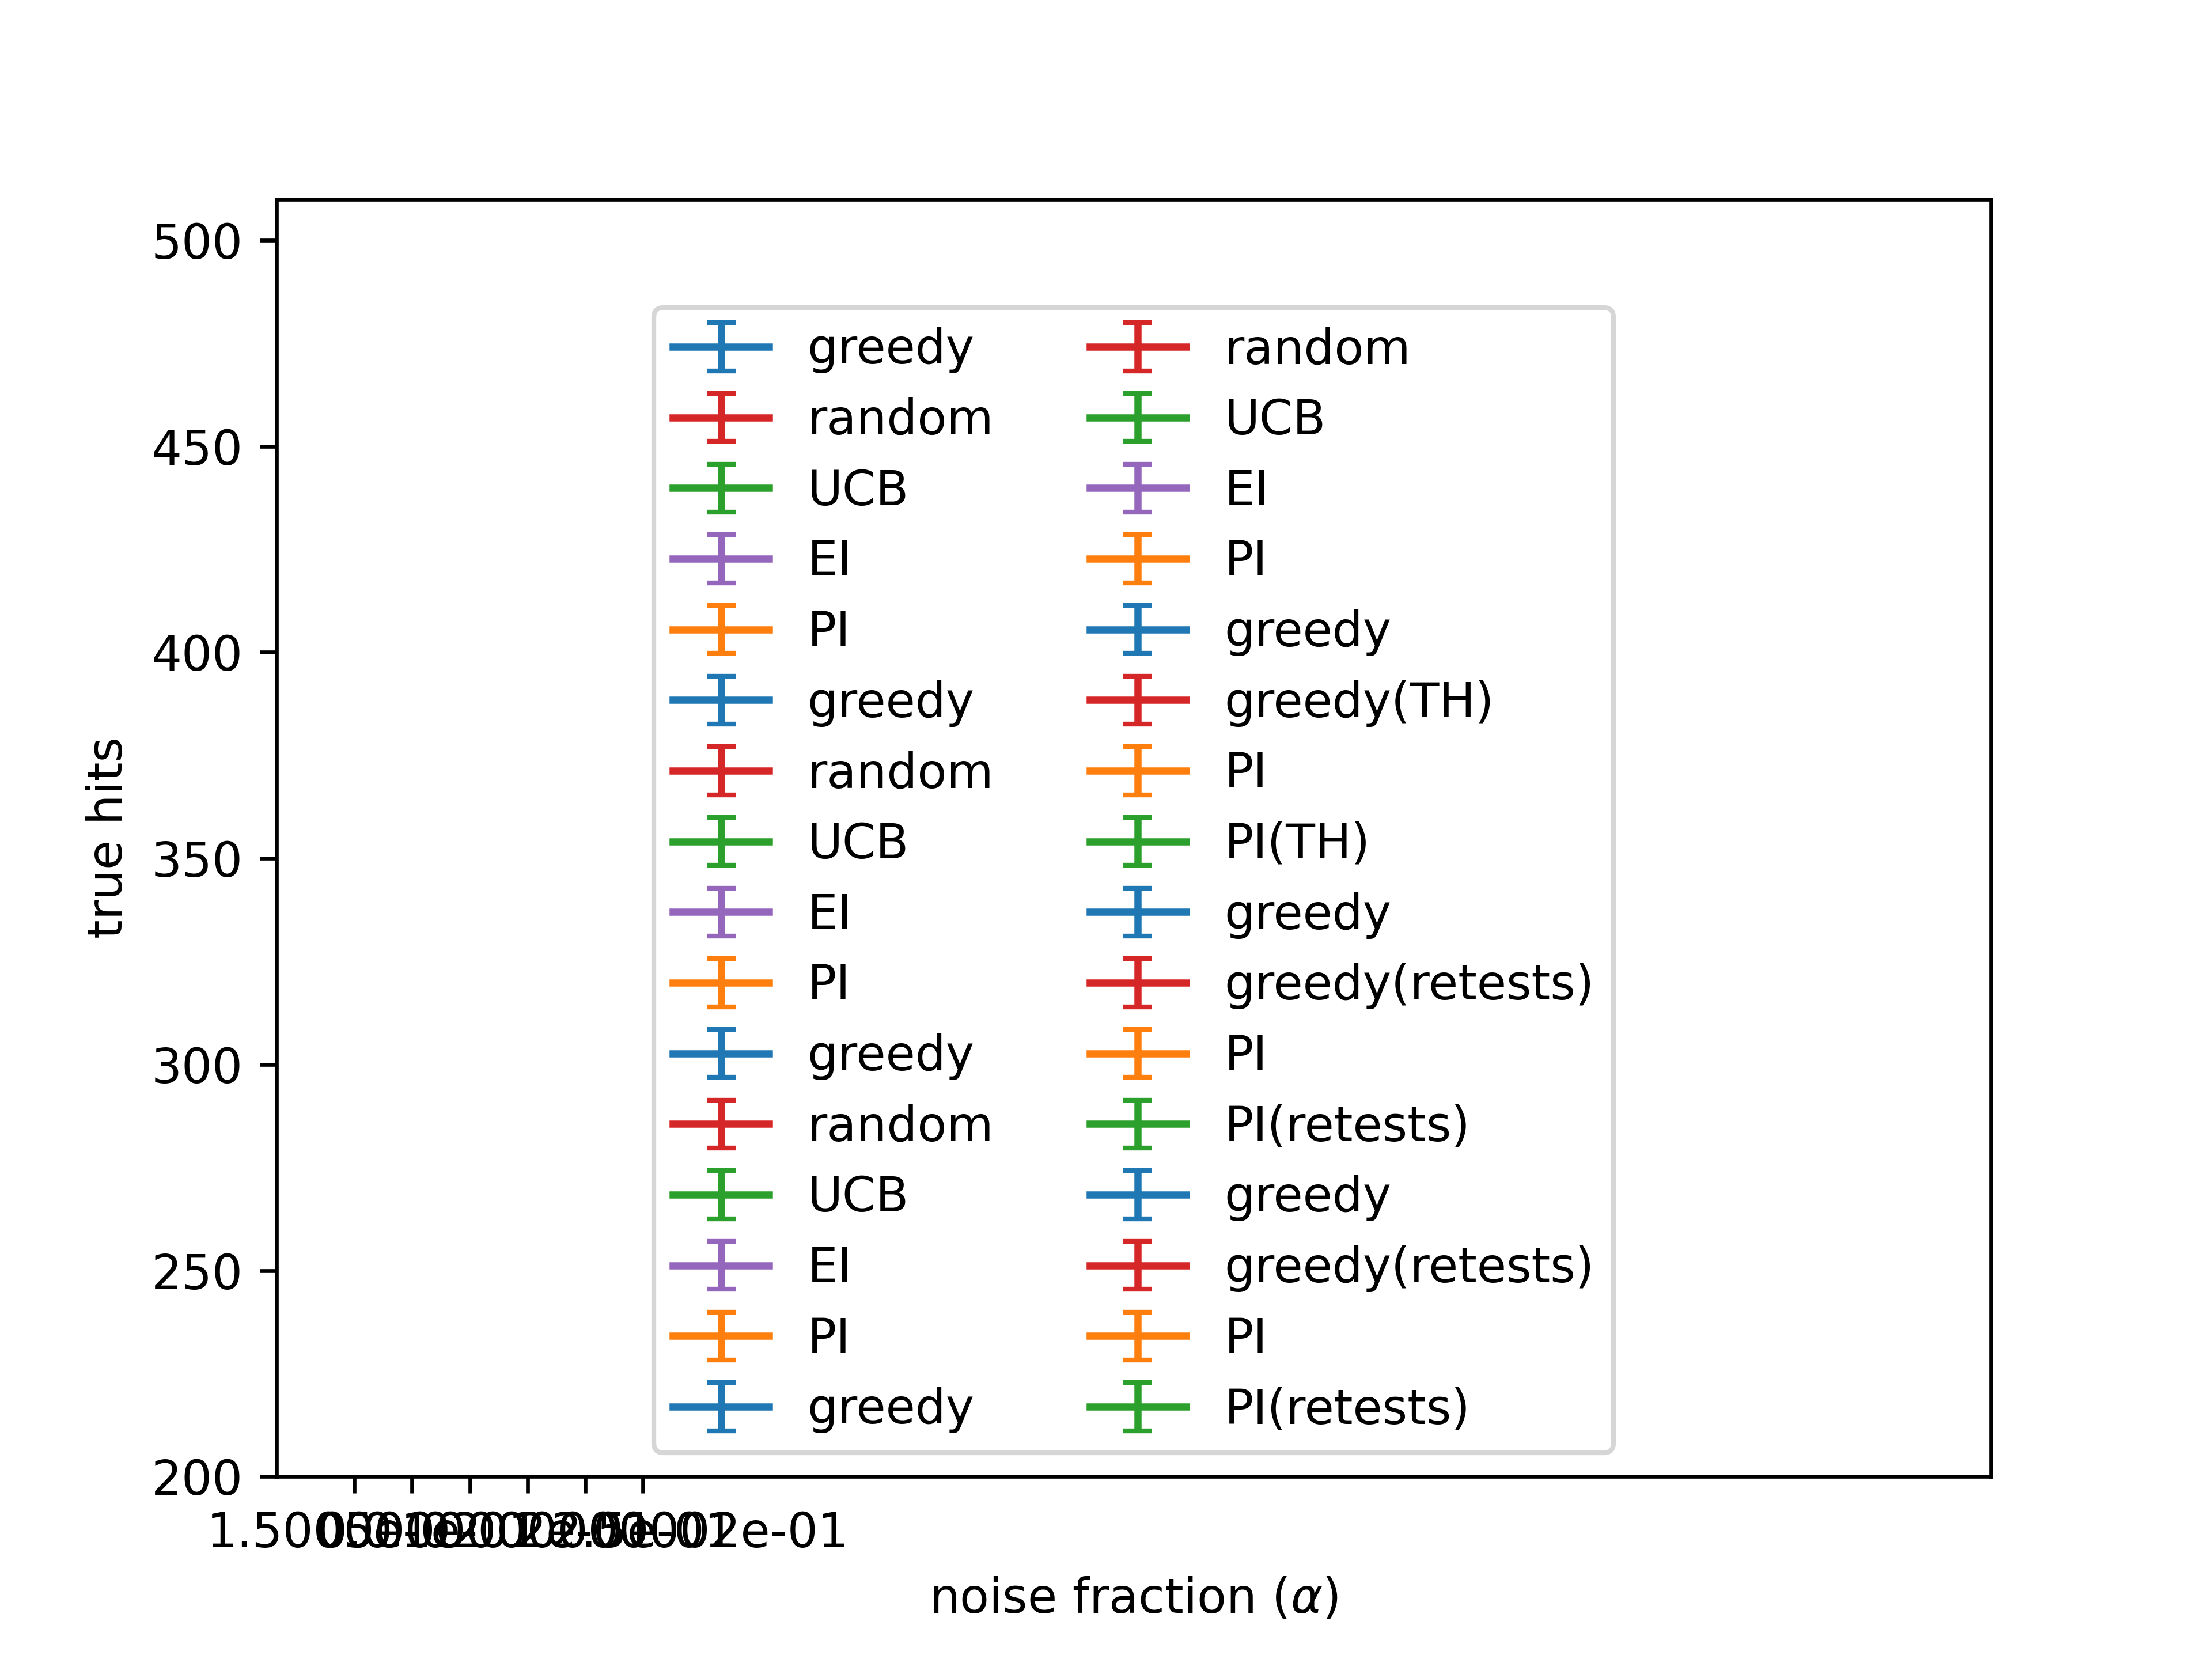 500
450
400
350
300
250
200
true hits
greedy
random
UCB
EI
PI
greedy
random
UCB
EI
PI
greedy
random
UCB
EI
PI
greedy
random
UCB
EI
PI
greedy
greedy(TH)
PI
PI(TH)
greedy
greedy(retests)
PI
PI(retests)
greedy
greedy(retests)
PI
PI(retests)
noise fraction (α)